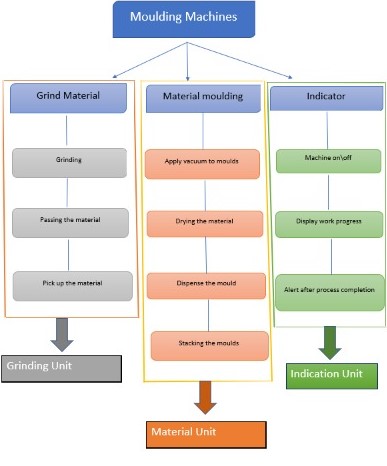 Moulding Machines
Grind Material
Material moulding
Indicator
Grinding
Apply vacuum to moulds
Machine on\off
Passing the material
Drying the material
Display work progress
Pick up the material
Dispense the mould
Alert after process completion
Stacking the moulds
Grinding Unit
Indication Unit
Material Unit